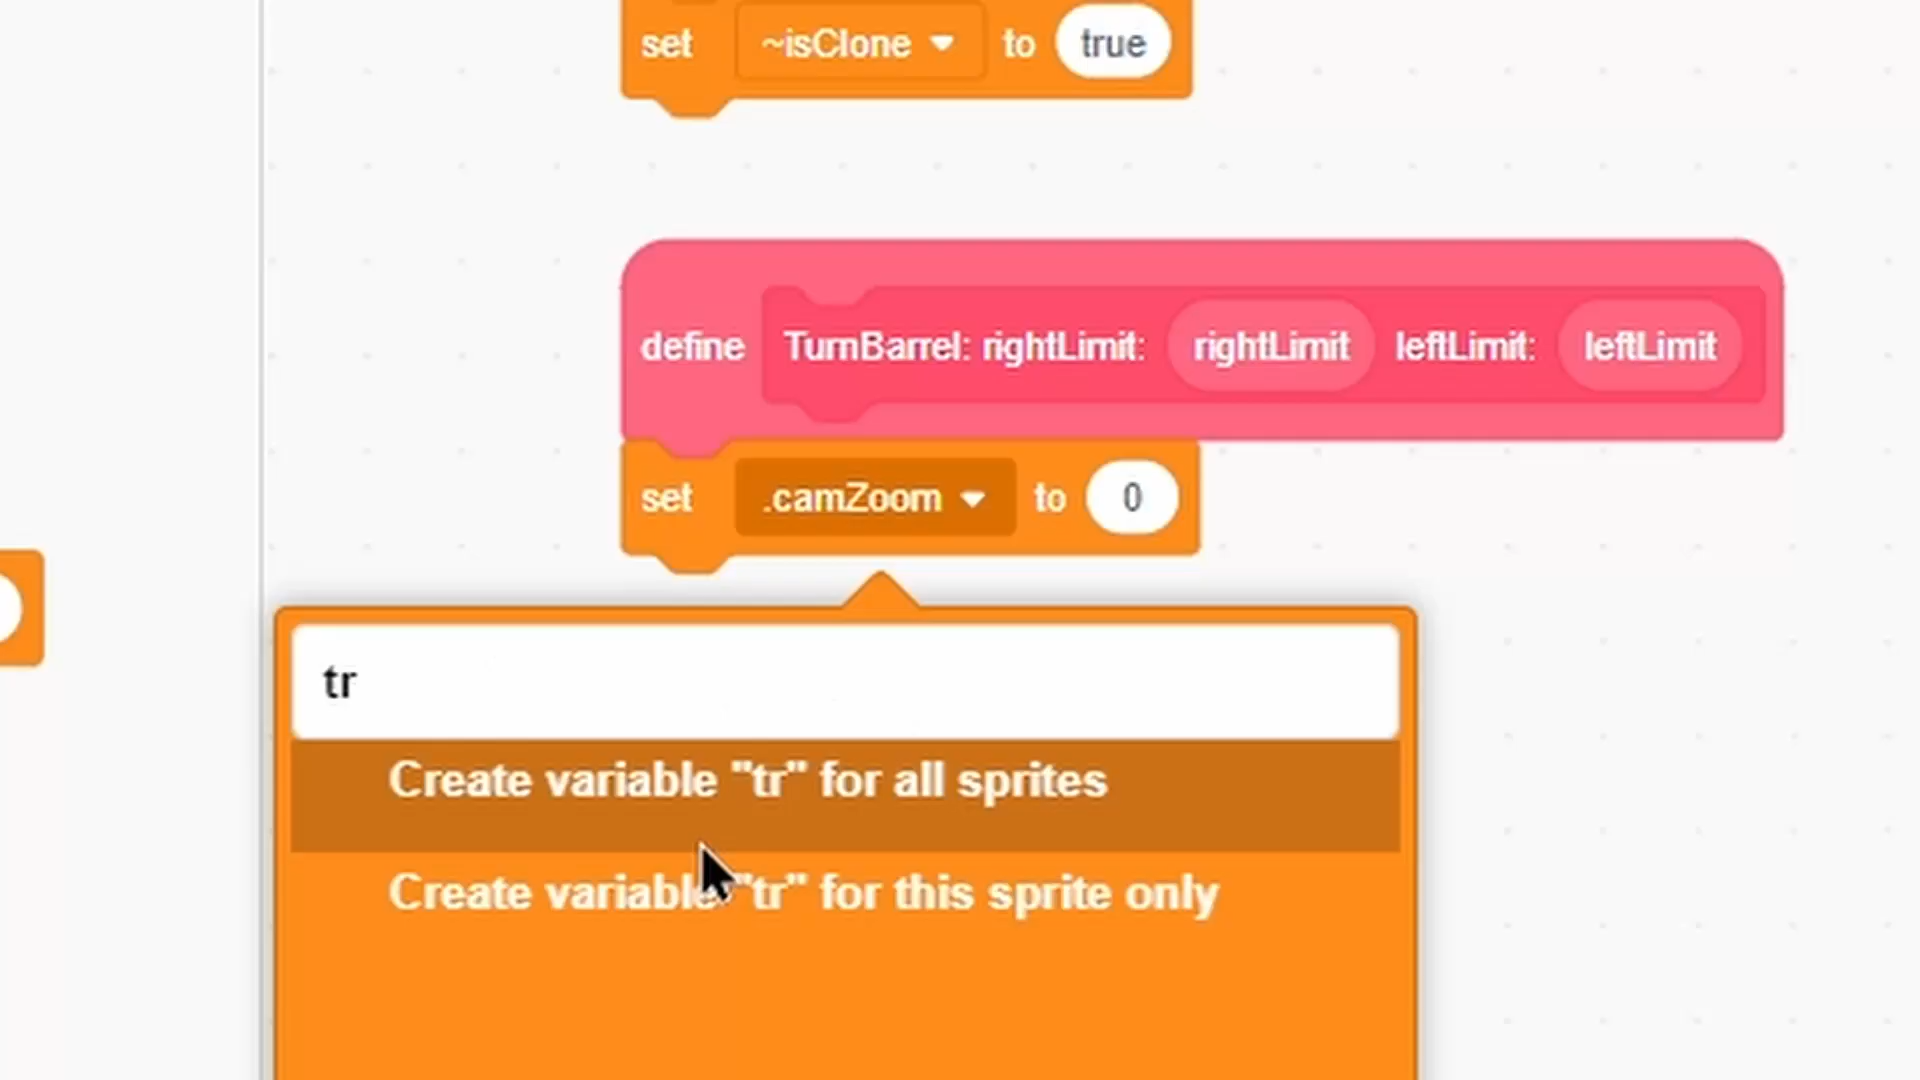 set ~isClone to true
define TurnBarrel: rightLimit: rightLimit leftLimit: leftLimit
set .camZoom to 0
tr
Create variable "tr" for all sprites
Create variable "tr" for this sprite only